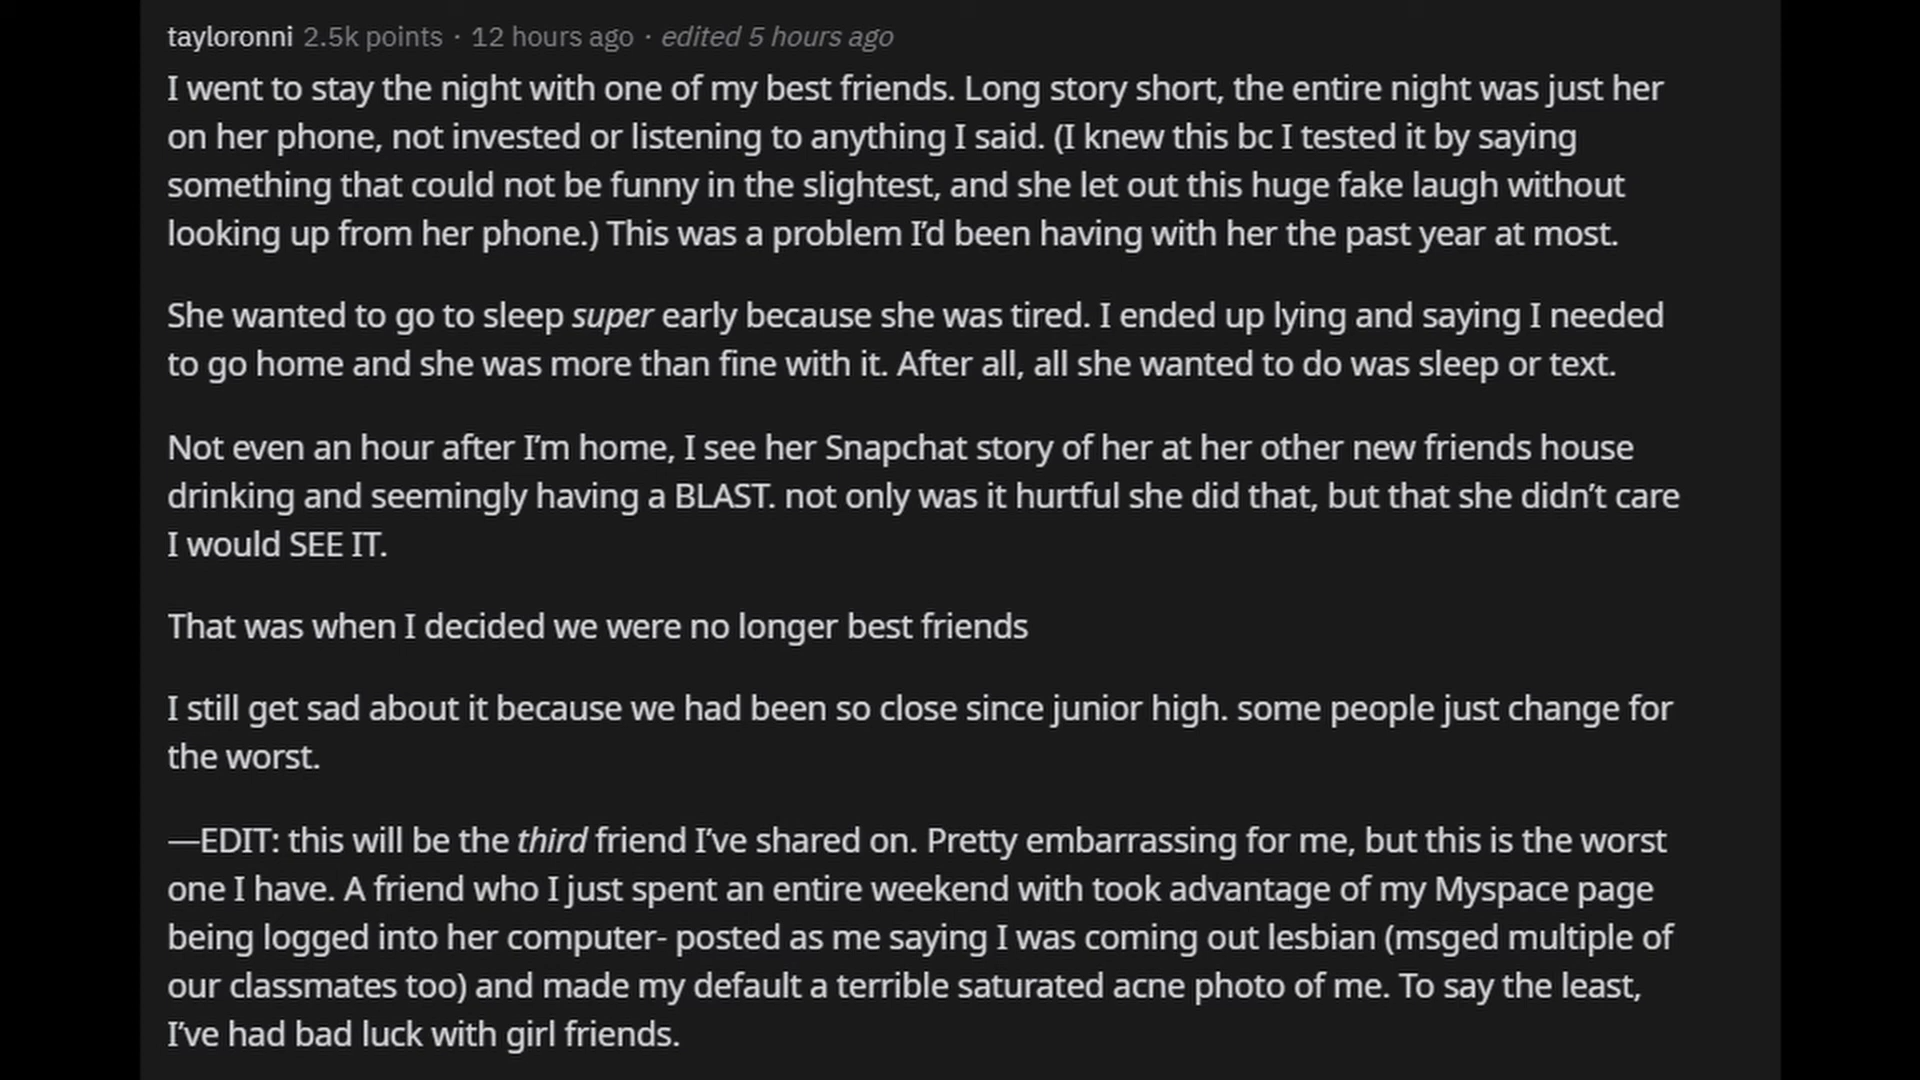 tayloronni 2.5k points · 12 hours ago · edited 5 hours ago
I went to stay the night with one of my best friends. Long story short, the entire night was just her
on her phone, not invested or listening to anything I said. (I knew this bc I tested it by saying
something that could not be funny in the slightest, and she let out this huge fake laugh without
looking up from her phone.) This was a problem I’d been having with her the past year at most.
She wanted to go to sleep super early because she was tired. I ended up lying and saying I needed
to go home and she was more than fine with it. After all, all she wanted to do was sleep or text.
Not even an hour after I’m home, I see her Snapchat story of her at her other new friends house
drinking and seemingly having a BLAST. not only was it hurtful she did that, but that she didn’t care
I would SEE IT.
That was when I decided we were no longer best friends
I still get sad about it because we had been so close since junior high. some people just change for
the worst.
—EDIT: this will be the third friend I’ve shared on. Pretty embarrassing for me, but this is the worst
one I have. A friend who I just spent an entire weekend with took advantage of my Myspace page
being logged into her computer- posted as me saying I was coming out lesbian (msged multiple of
our classmates too) and made my default a terrible saturated acne photo of me. To say the least,
I’ve had bad luck with girl friends.